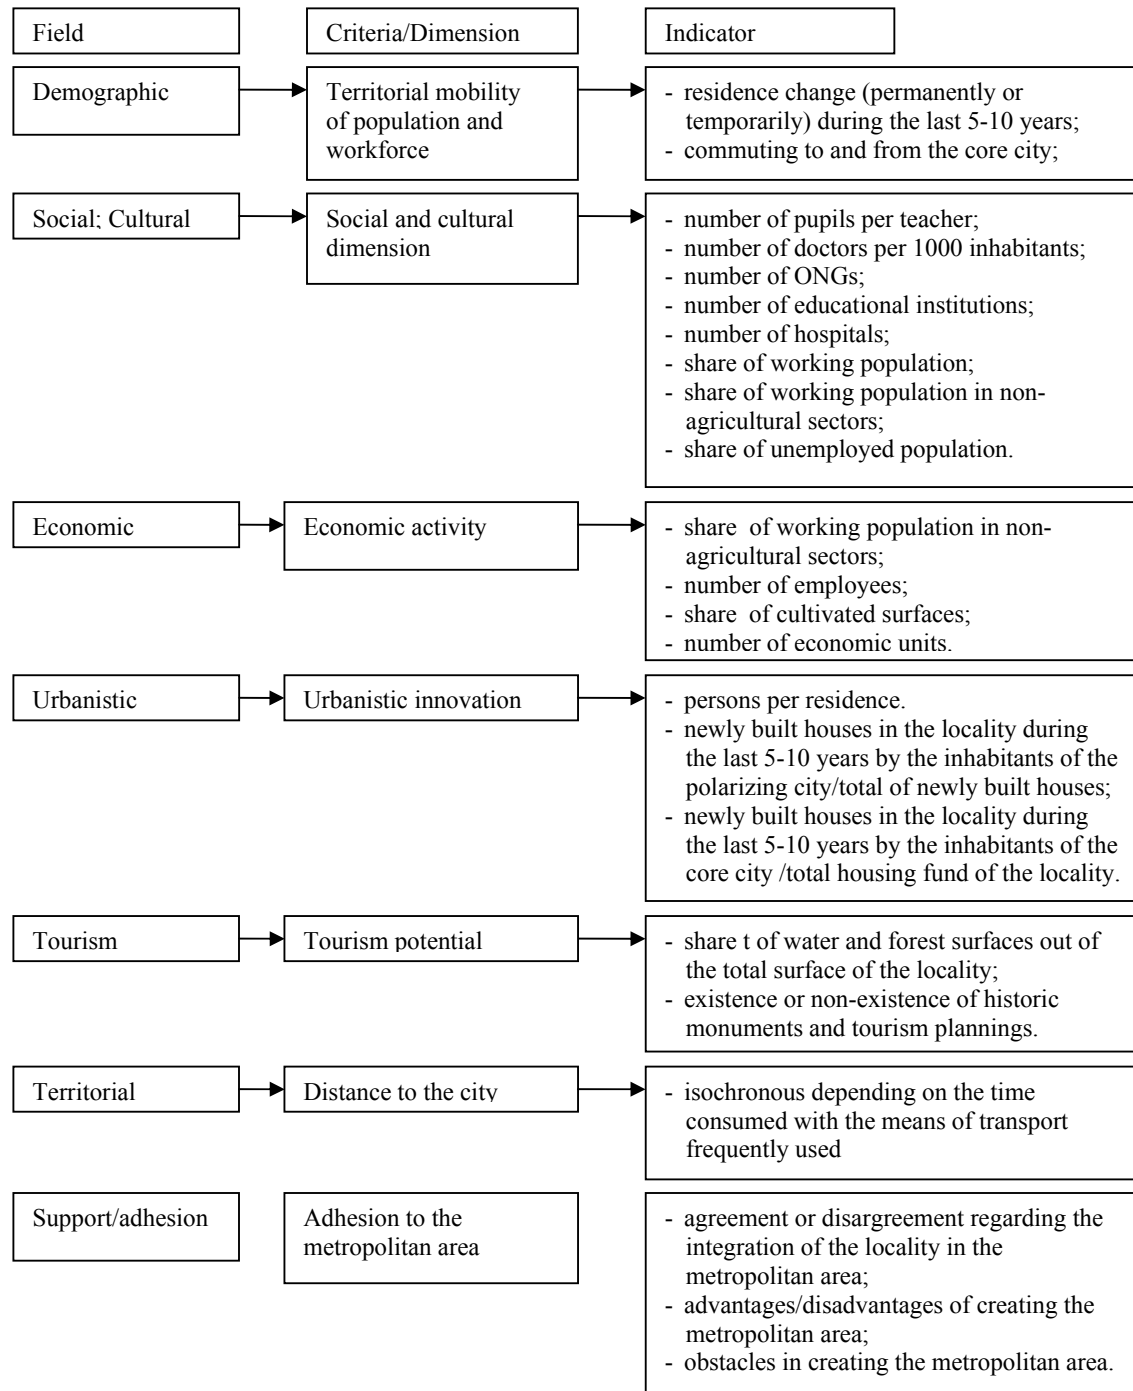 Field
Criteria/Dimension
Indicator
Demographic
Territorial mobility
of population and
workforce
- residence change (permanently or
temporarily) during the last 5-10 years;
- commuting to and from the core city;
Social; Cultural
Social and cultural
dimension
- number of pupils per teacher;
- number of doctors per 1000 inhabitants;
- number of ONGs;
- number of educational institutions;
- number of hospitals;
- share of working population;
- share of working population in non-
agricultural sectors;
- share of unemployed population.
Economic
Economic activity
- share of working population in non-
agricultural sectors;
- number of employees;
- share of cultivated surfaces;
- number of economic units.
Urbanistic
Urbanistic innovation
- persons per residence.
- newly built houses in the locality during
the last 5-10 years by the inhabitants of the
polarizing city/total of newly built houses;
- newly built houses in the locality during
the last 5-10 years by the inhabitants of the
core city /total housing fund of the locality.
Tourism
Tourism potential
- share t of water and forest surfaces out of
the total surface of the locality;
- existence or non-existence of historic
monuments and tourism plannings.
Territorial
Distance to the city
- isochronous depending on the time
consumed with the means of transport
frequently used
Support/adhesion
Adhesion to the
metropolitan area
- agreement or disargreement regarding the
integration of the locality in the
metropolitan area;
- advantages/disadvantages of creating the
metropolitan area;
- obstacles in creating the metropolitan area.